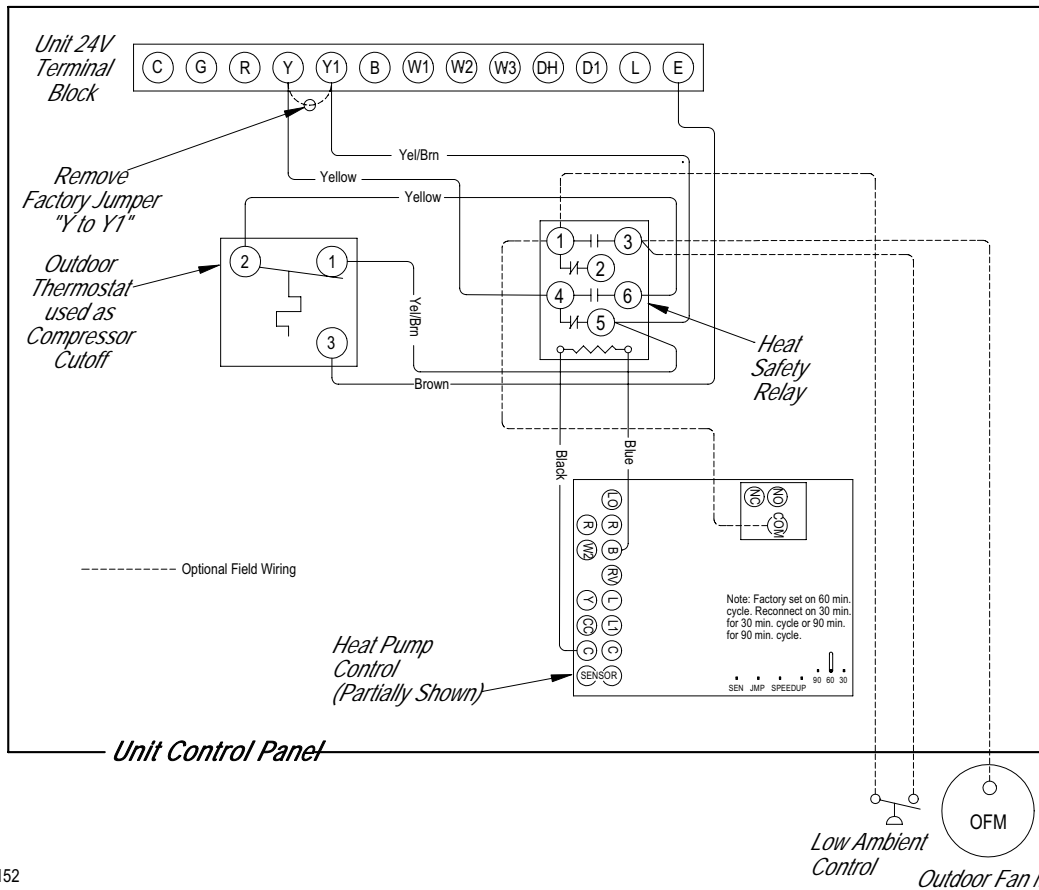 Unit 24V
Terminal
Block
C G R Y Y1 B W1 W2 W3 DH D1 L E
Remove
Factory Jumper
"Y to Y1"
Yel/Brn
Yellow
Yellow
Outdoor
Thermostat
used as
Compressor
Cutoff
2 1
3
Yel/Brn
Brown
1 3
2
4 6
5
Heat
Safety
Relay
Black
Blue
Optional Field Wiring
LO
R R
W2 B
RV
Y L
CC L1
C C
SENSOR
NC NO
COM
Note: Factory set on 60 min.
cycle. Reconnect on 30 min.
for 30 min. cycle or 90 min.
for 90 min. cycle.
90 60 30
SEN JMP SPEEDUP
Heat Pump
Control
(Partially Shown)
Unit Control Panel
OFM
Low Ambient
Control
Outdoor Fan
152